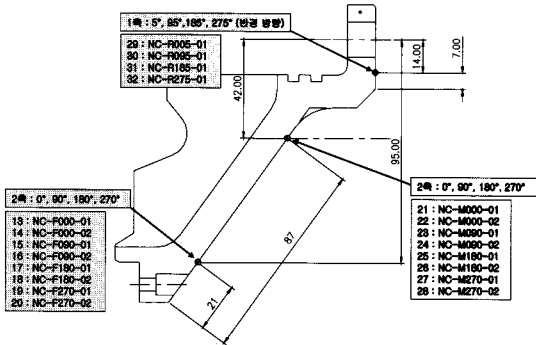 1축 : 5°, 95°, 185°, 275° (반경 방향)
29 : NC-R005-01
30 : NC-R095-01
31 : NC-R185-01
32 : NC-R275-01
42.00
14.00
7.00
95.00
2축 : 0°, 90°, 180°, 270°
13 : NC-F000-01
14 : NC-F000-02
15 : NC-F090-01
16 : NC-F090-02
17 : NC-F180-01
18 : NC-F180-02
19 : NC-F270-01
20 : NC-F270-02
2축 : 0°, 90°, 180°, 270°
21 : NC-M000-01
22 : NC-M000-02
23 : NC-M090-01
24 : NC-M090-02
25 : NC-M180-01
26 : NC-M180-02
27 : NC-M270-01
28 : NC-M270-02
87
21